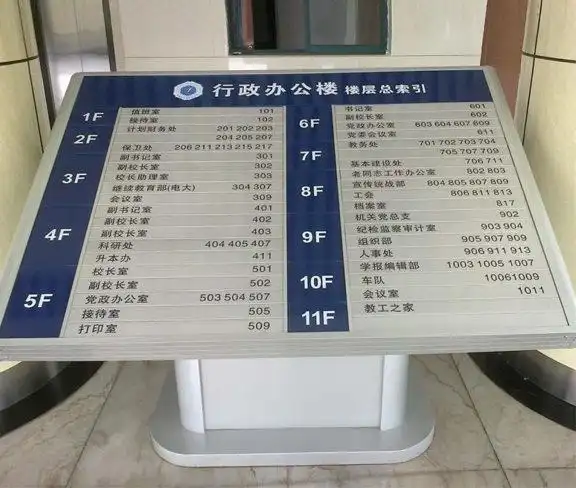 行政办公楼 楼层总索引
1F
值班室 101
接待室 102
2F
计划财务处 201 202 203
204 205 207
保卫处 206 211 213 215 217
3F
副书记室 301
副校长室 302
校长助理室 303
继续教育部(电大) 304 307
会议室 309
4F
副书记室 401
副校长室 402
副校长室 403
科研处 404 405 407
升本办 411
5F
校长室 501
副校长室 502
党政办公室 503 504 507
接待室 505
打印室 509
6F
书记室 601
副校长室 602
党政办公室 603 604 607 609
党委会议室 611
7F
教务处 701 702 703 704
705 707 709
基本建设处 706 711
8F
老同志工作办公室 802 803
宣传统战部 804 805 807 809
工会 806 811 813
档案室 817
9F
机关党总支 902
纪检监察审计室 903 904
组织部 905 907 909
人事处 906 911 913
10F
学报编辑部 1003 1005 1007
车队 10061009
会议室 1011
11F
教工之家